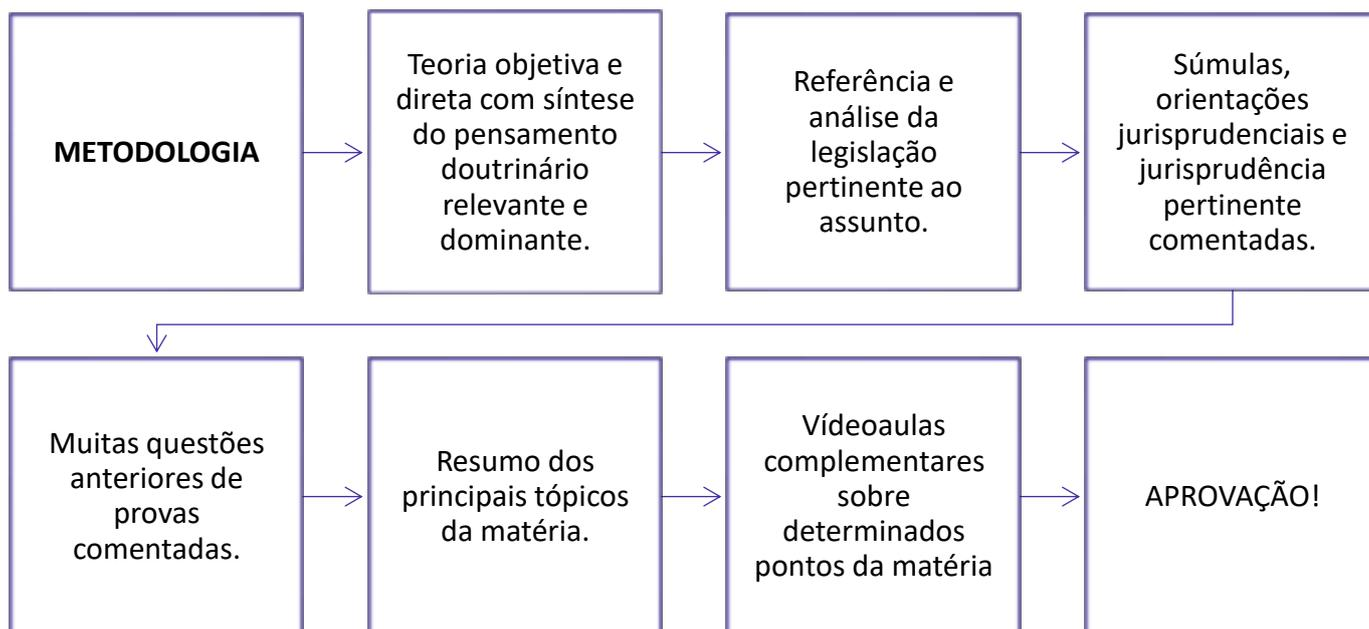 METODOLOGIA
Teoria objetiva e
direta com síntese
do pensamento
doutrinário
relevante e
dominante.
Referência e
análise da
legislação
pertinente ao
assunto.
Súmulas,
orientações
jurisprudenciais e
jurisprudência
pertinente
comentadas.
Muitas questões
anteriores de
provas
comentadas.
Resumo dos
principais tópicos
da matéria.
Vídeoaulas
complementares
sobre
determinados
pontos da matéria
APROVAÇÃO!